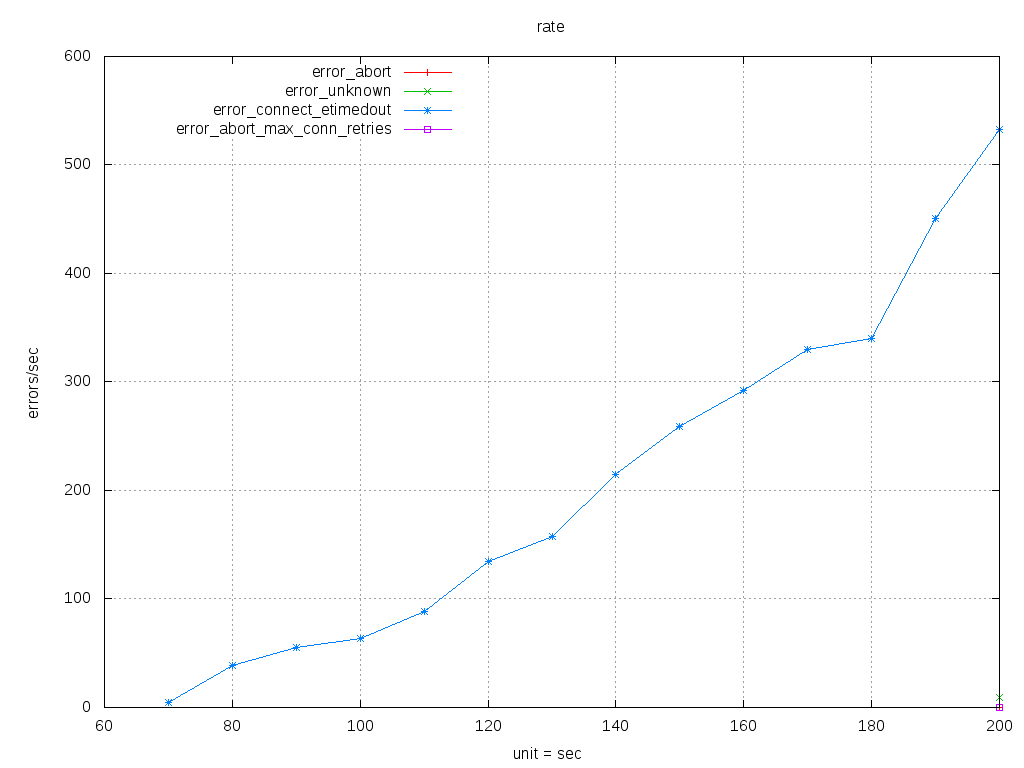 rate
600
500
400
300
200
100
0
errors/sec
error_abort
error_unknown
error_connect_etimedout
error_abort_max_conn_retries
60 80 100 120 140 160 180 200
unit = sec